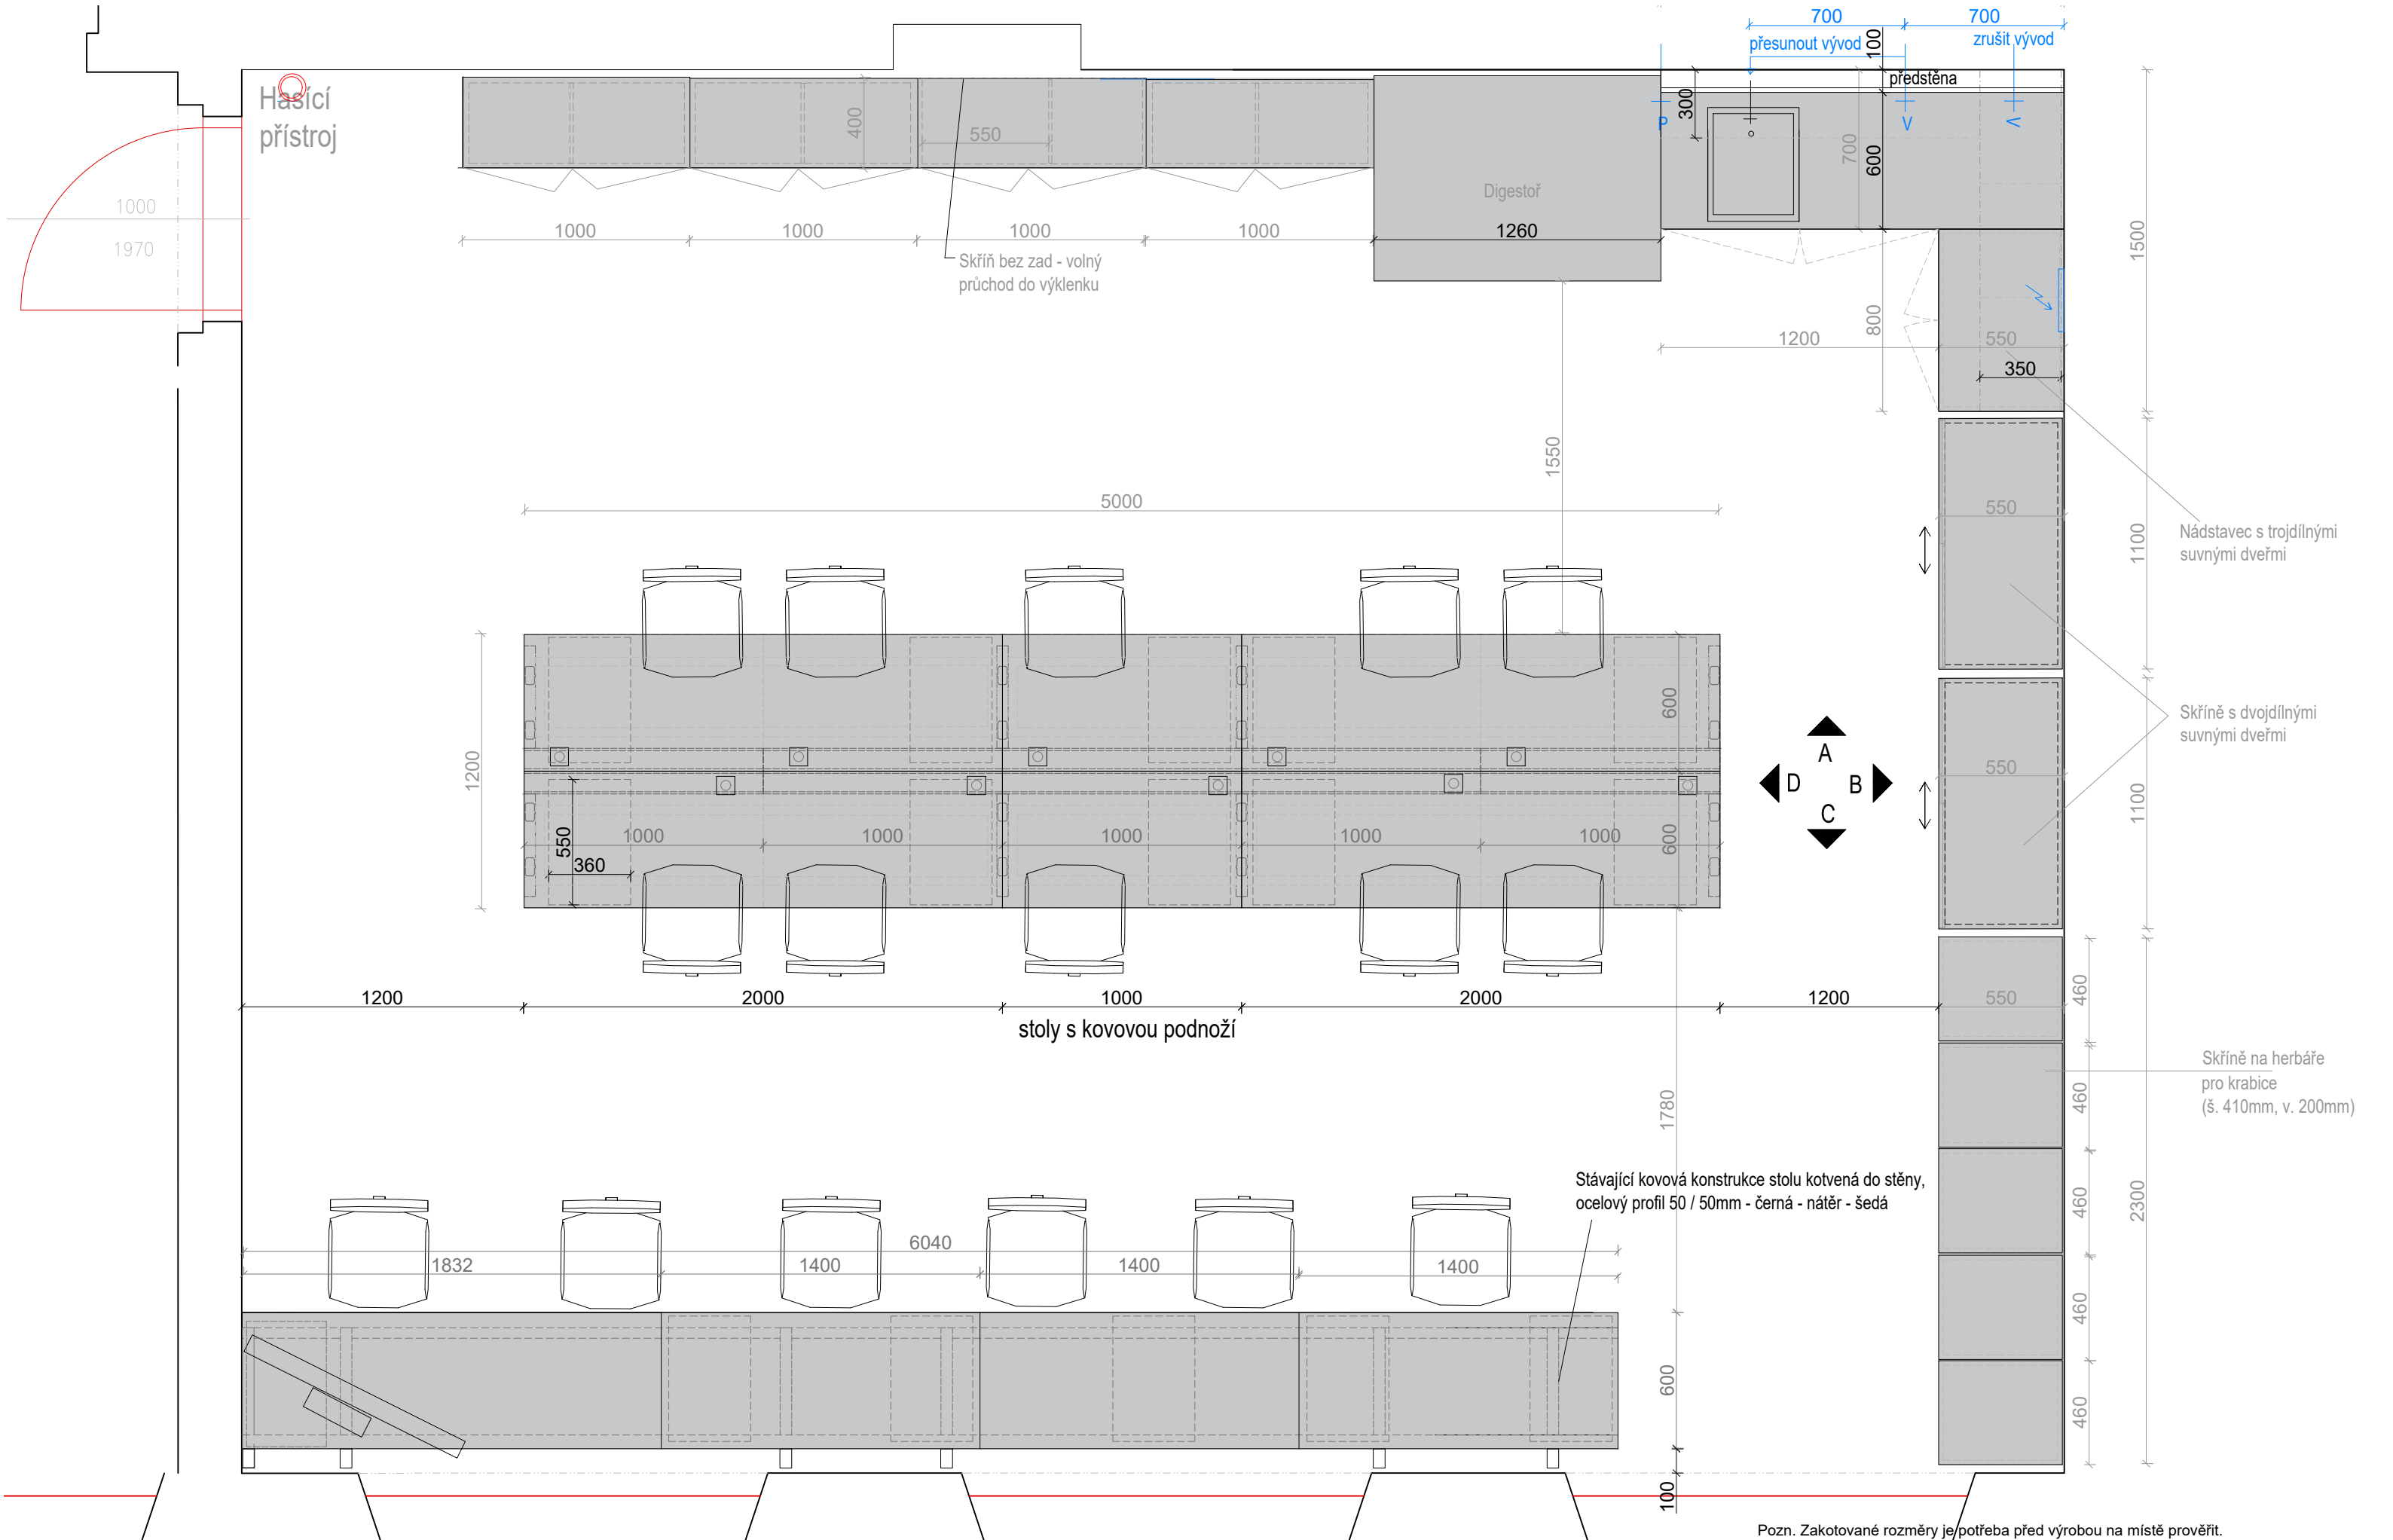 700
700
přesunout vývod
zrušit vývod
100
předstěna
Hasící
přístroj
300
P
V
V
400
550
700
600
Digestoř
1000
1970
1000
1000
1000
1000
1260
1500
Skříň bez zad - volný
průchod do výklenku
800
1200
550
350
1550
5000
550
1100
Nádstavec s trojdílnými
suvnými dveřmi
600
1200
A
D
B
C
Skříně s dvojdílnými
suvnými dveřmi
550
1100
550
360
1000
1000
1000
1000
1000
600
1200
2000
1000
2000
1200
550
460
stoly s kovovou podnoží
Skříně na herbáře
pro krabice
(š. 410mm, v. 200mm)
460
1780
Stávající kovová konstrukce stolu kotvená do stěny,
ocelový profil 50 / 50mm - černá - nátěr - šedá
460
2300
6040
1832
1400
1400
1400
460
600
460
100
Pozn. Zakotované rozměry je potřeba před výrobou na místě prověřit.